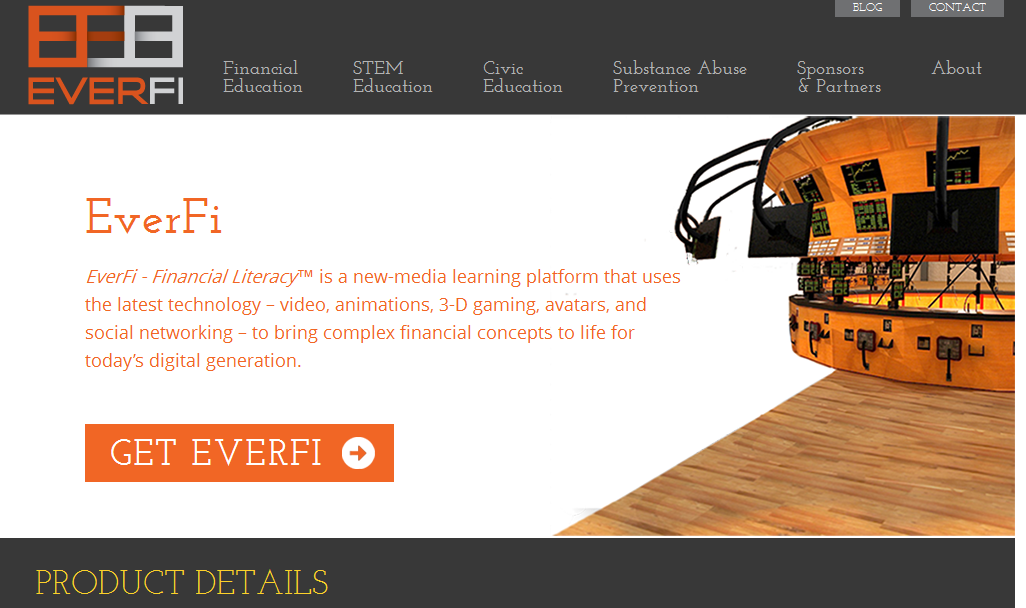 BLOG
CONTACT
EVERFI
Financial
Education
STEM
Education
Civic
Education
Substance Abuse
Prevention
Sponsors
& Partners
About
EverFi
EverFi - Financial Literacy™ is a new-media learning platform that uses
the latest technology – video, animations, 3-D gaming, avatars, and
social networking – to bring complex financial concepts to life for
today’s digital generation.
GET EVERFI
PRODUCT DETAILS